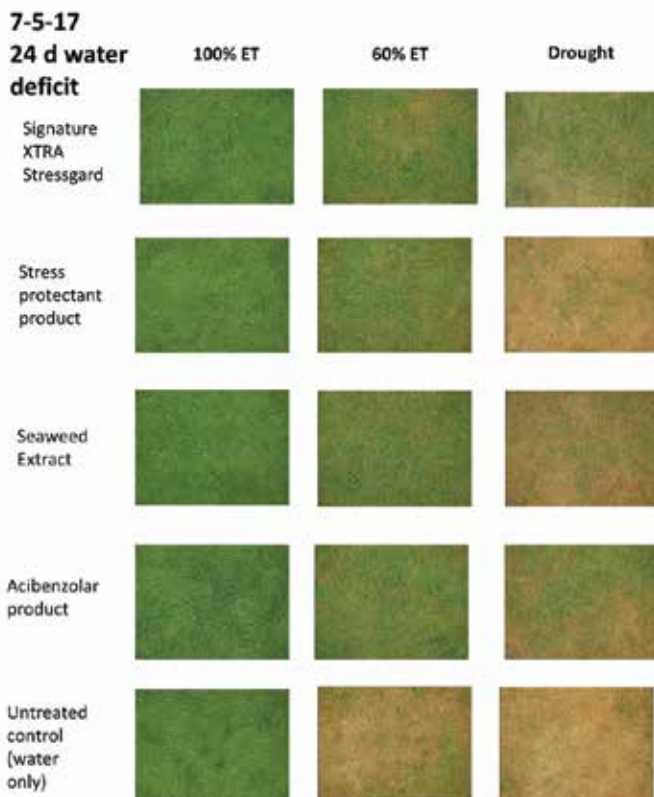 7-5-17
24 d water
deficit
100% ET
60% ET
Drought
Signature
XTRA
Stressgard
Stress
protectant
product
Seaweed
Extract
Acibenzolar
product
Untreated
control
(water
only)